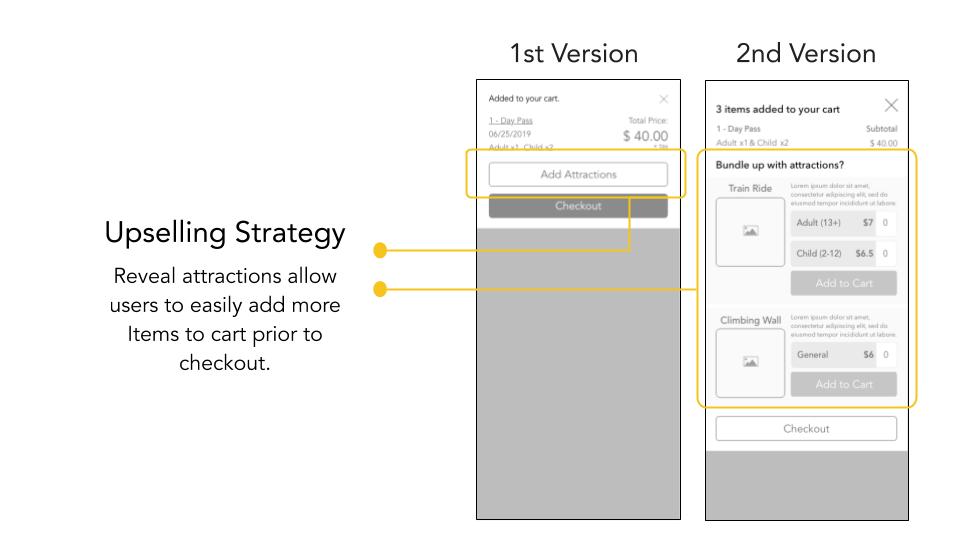 1st Version
2nd Version
Upselling Strategy
Reveal attractions allow
users to easily add more
Items to cart prior to
checkout.
Added to your cart.
1 - Day Pass
Total Price:
06/25/2019
$ 40.00
Adult x1, Child x2
Add Attractions
Checkout
3 items added to your cart
1 - Day Pass
Subtotal
Adult x1 & Child x2
$ 40.00
Bundle up with attractions?
Train Ride
Lorem ipsum dolor sit amet,
consectetur adipiscing elit, sed do
eiusmod tempor incididunt ut labore.
Adult (13+) $7 0
Child (2-12) $6.5 0
Add to Cart
Climbing Wall
Lorem ipsum dolor sit amet,
consectetur adipiscing elit, sed do
eiusmod tempor incididunt ut labore.
General $6 0
Add to Cart
Checkout